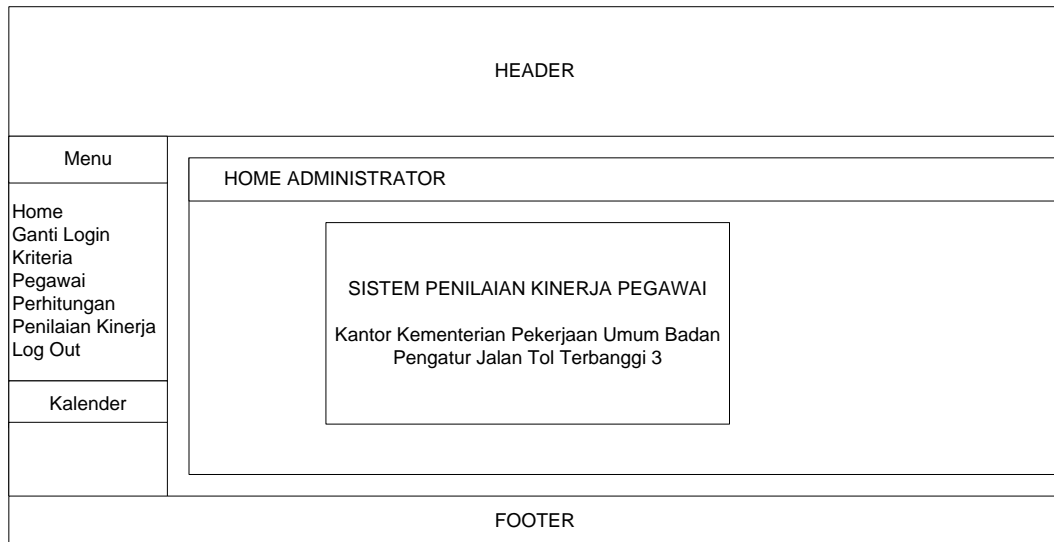 HEADER
Menu
HOME ADMINISTRATOR
Home
Ganti Login
Kriteria
Pegawai
Perhitungan
Penilaian Kinerja
Log Out
SISTEM PENILAIAN KINERJA PEGAWAI
Kantor Kementerian Pekerjaan Umum Badan
Pengatur Jalan Tol Terbanggi 3
Kalender
FOOTER